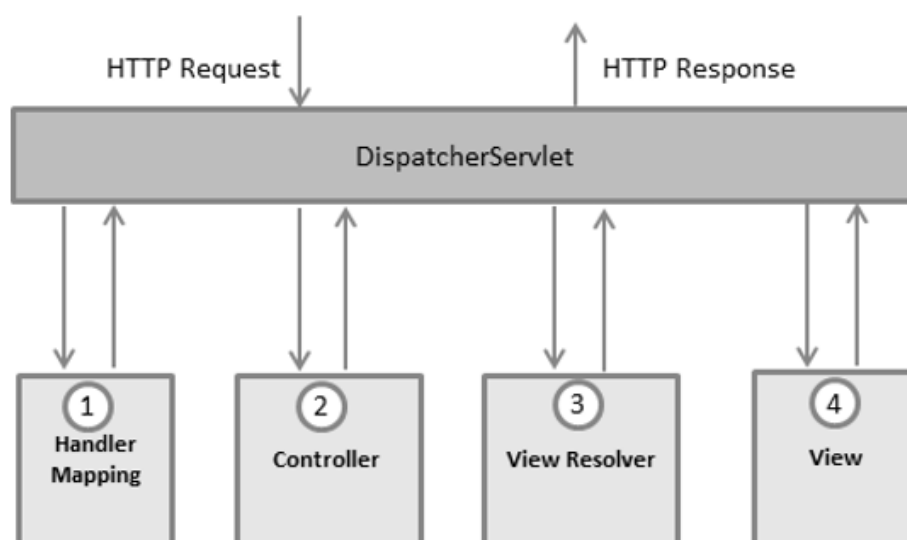 HTTP Request
HTTP Response
DispatcherServlet
1
Handler
Mapping
2
Controller
3
View Resolver
4
View